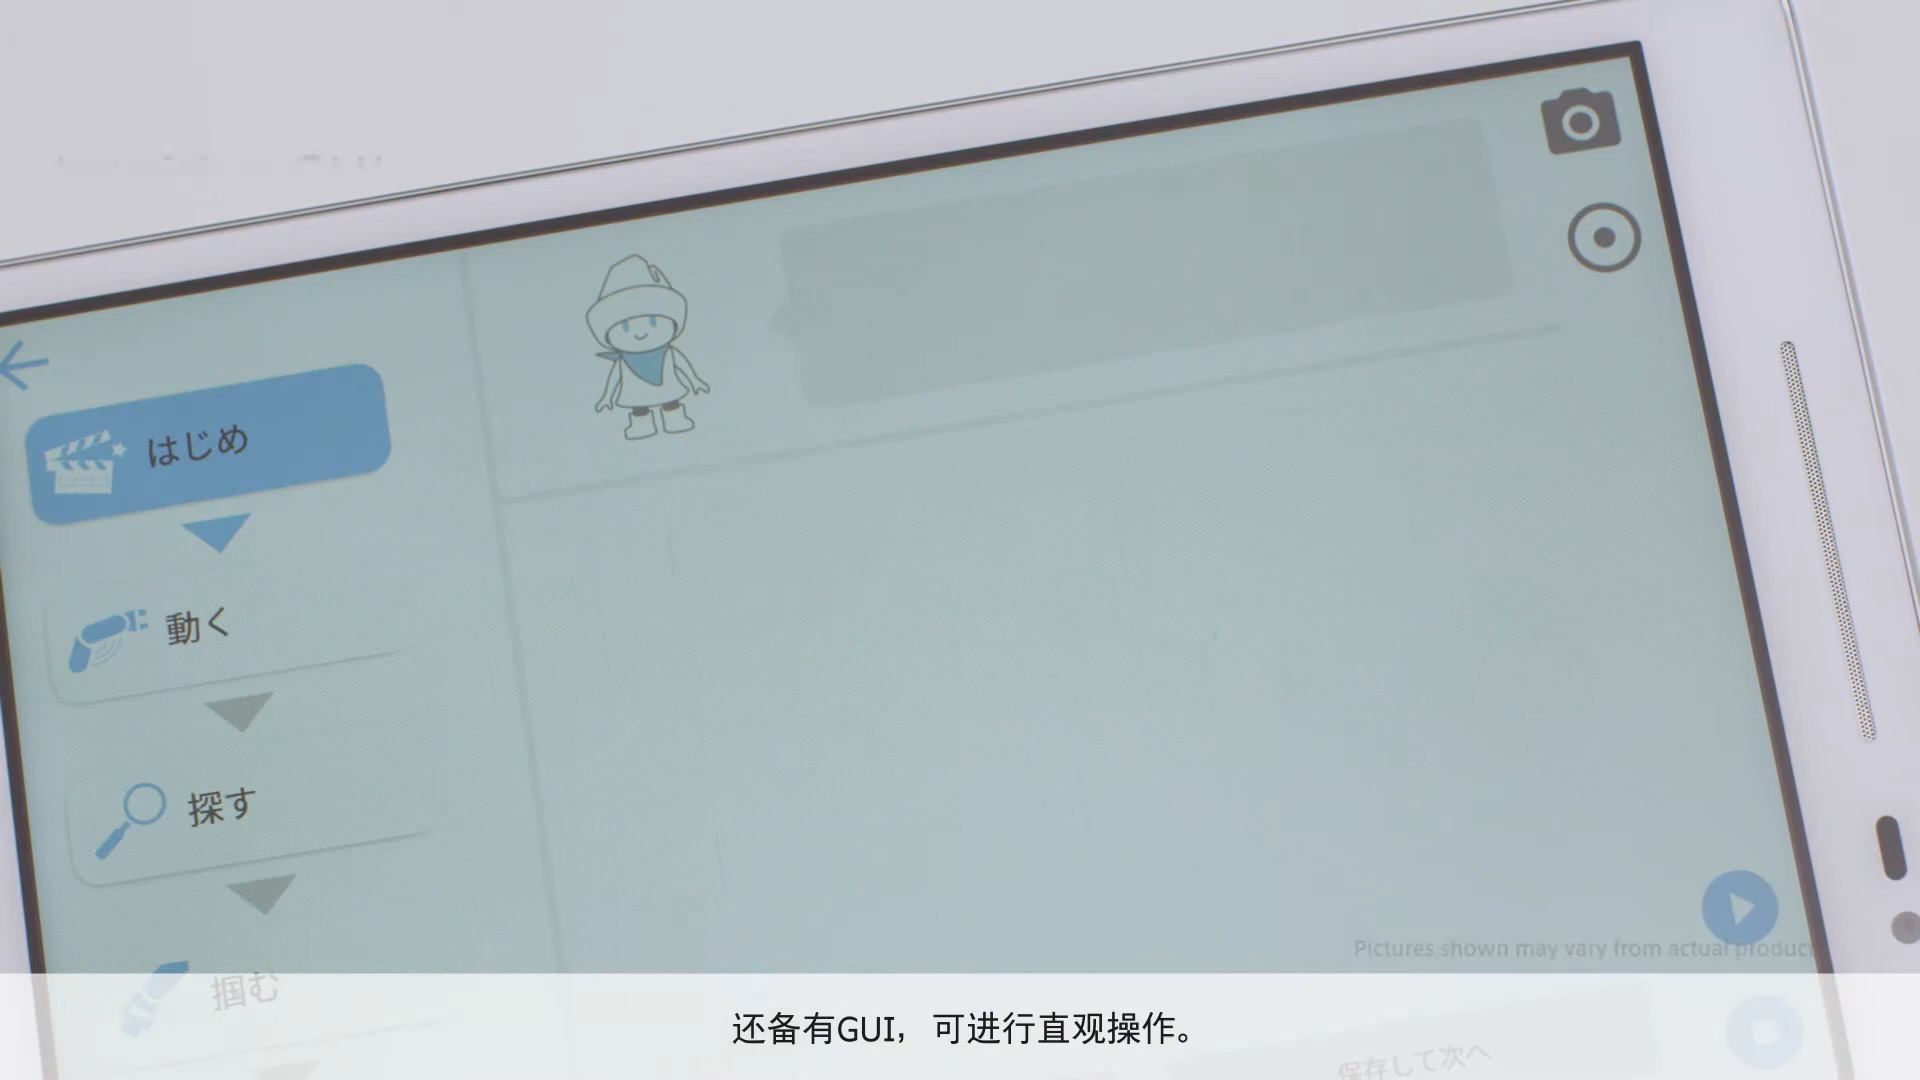 はじめ
動く
探す
掴む
Pictures shown may vary from actual product
还备有GUI，可进行直观操作。
保存して次へ